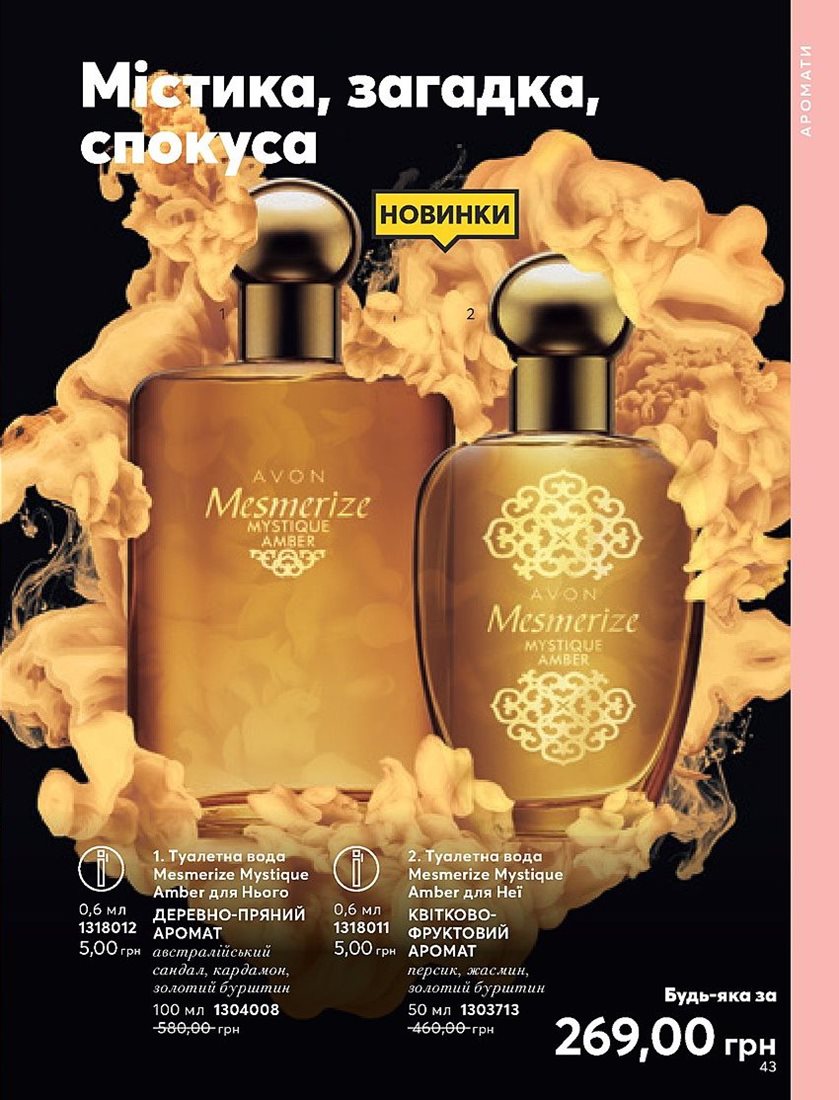 АРОМАТИ
Містика, загадка,
спокуса
НОВИНКИ
1
2
AVON
Mesmerize
MYSTIQUE
AMBER
AVON
Mesmerize
MYSTIQUE
AMBER
0,6 мл
1318012
5,00 грн
1. Туалетна вода
Mesmerize Mystique
Amber для Нього
ДЕРЕВНО-ПРЯНИЙ
АРОМАТ
австралійський
сандал, кардамон,
золотий бурштин
100 мл 1304008
580,00 грн
0,6 мл
1318011
5,00 грн
2. Туалетна вода
Mesmerize Mystique
Amber для Неї
КВІТКОВО-
ФРУКТОВИЙ
АРОМАТ
персик, жасмин,
золотий бурштин
50 мл 1303713
460,00 грн
Будь-яка за
269,00 грн
43